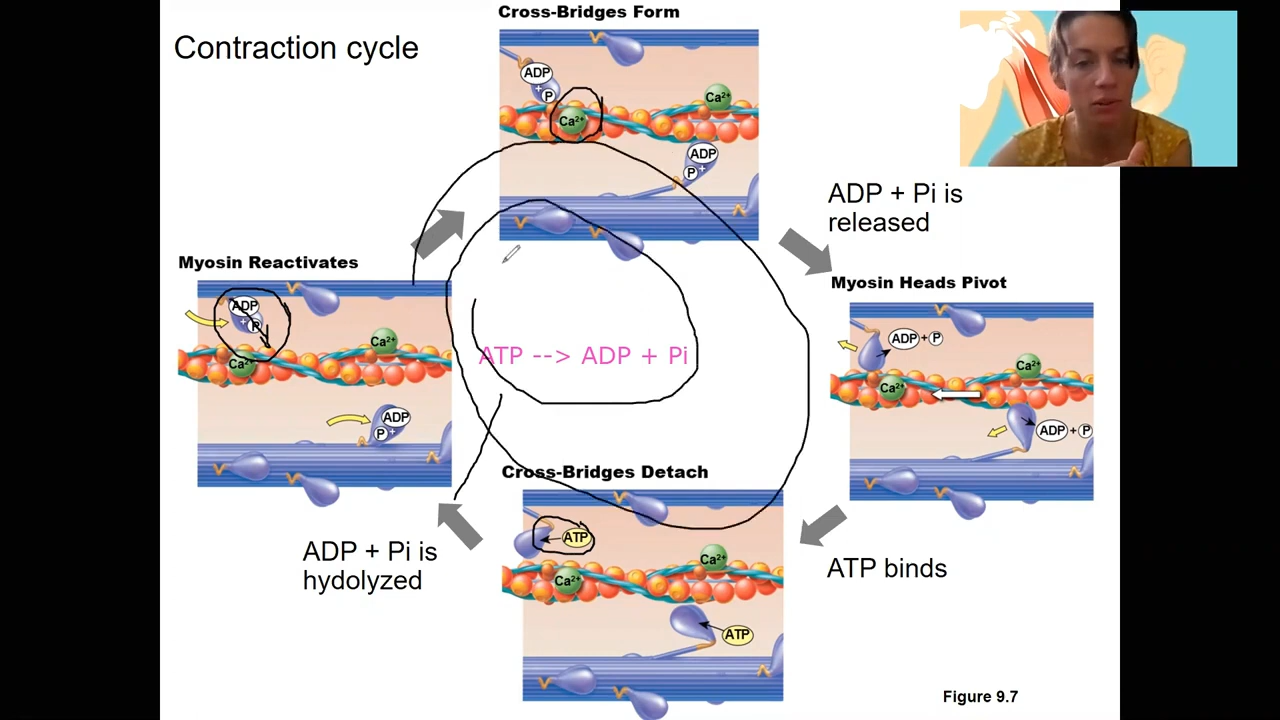 Contraction cycle
Cross-Bridges Form
ADP
+ P
Ca²⁺
Ca²⁺
ADP
P +
ADP + Pi is
released
Myosin Reactivates
ADP
+ P
Ca²⁺
Ca²⁺
ADP
P +
Myosin Heads Pivot
ADP + P
Ca²⁺
Ca²⁺
ADP + P
ATP --> ADP + Pi
Cross-Bridges Detach
ATP
Ca²⁺
Ca²⁺
ATP
ADP + Pi is
hydolyzed
ATP binds
Figure 9.7